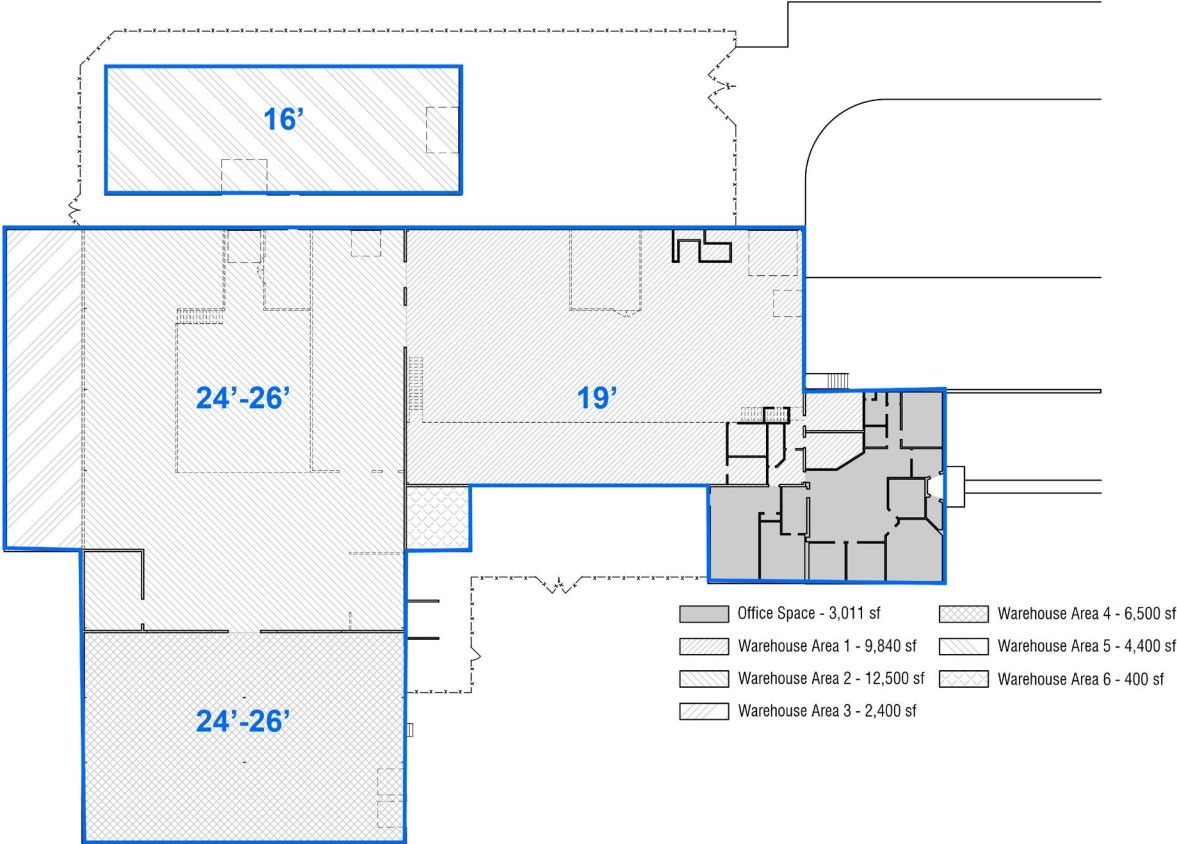 16’
24’-26’
19’
24’-26’
Office Space - 3,011 sf
Warehouse Area 1 - 9,840 sf
Warehouse Area 2 - 12,500 sf
Warehouse Area 3 - 2,400 sf
Warehouse Area 4 - 6,500 sf
Warehouse Area 5 - 4,400 sf
Warehouse Area 6 - 400 sf